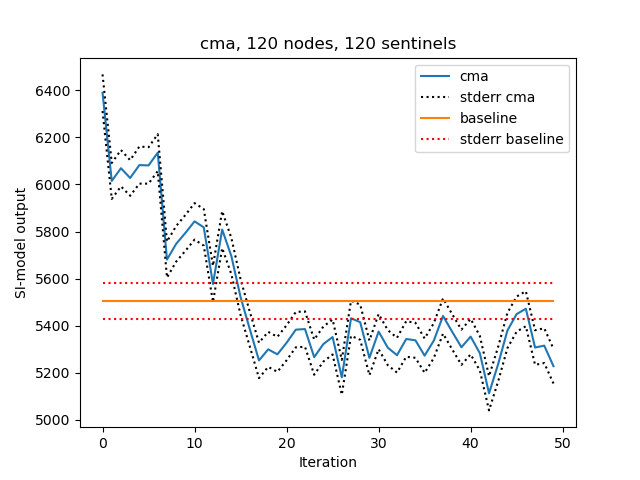 cma, 120 nodes, 120 sentinels
cma
stderr cma
baseline
stderr baseline
SI-model output
6400
6200
6000
5800
5600
5400
5200
5000
0 10 20 30 40 50
Iteration